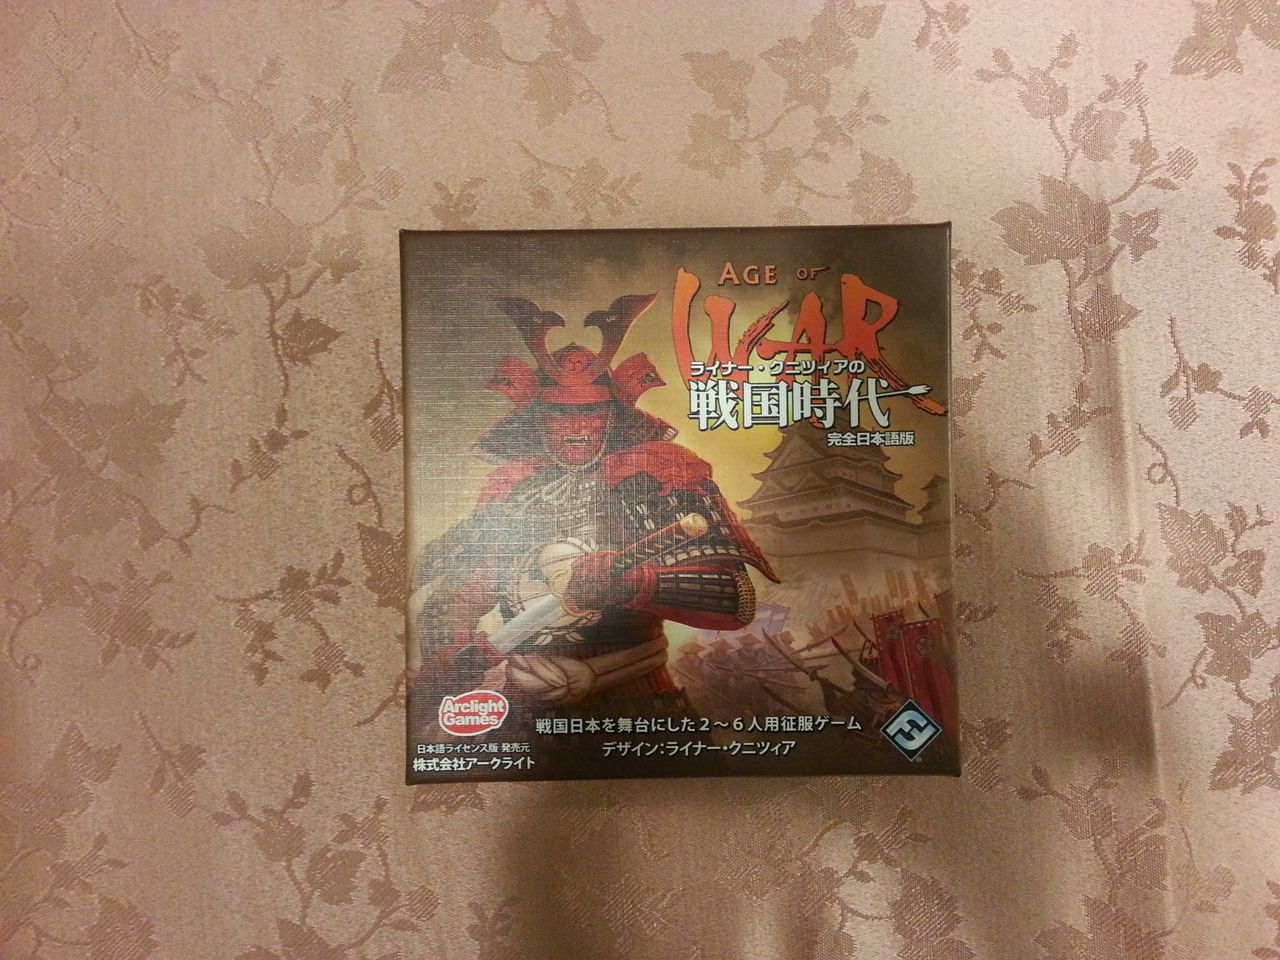 AGE OF
WAR
ライナー・クニツィアの
戦国時代
完全日本語版
Arclight
Games
日本語ライセンス版 発売元
株式会社アークライト
戦国日本を舞台にした2〜6人用征服ゲーム
デザイン:ライナー・クニツィア